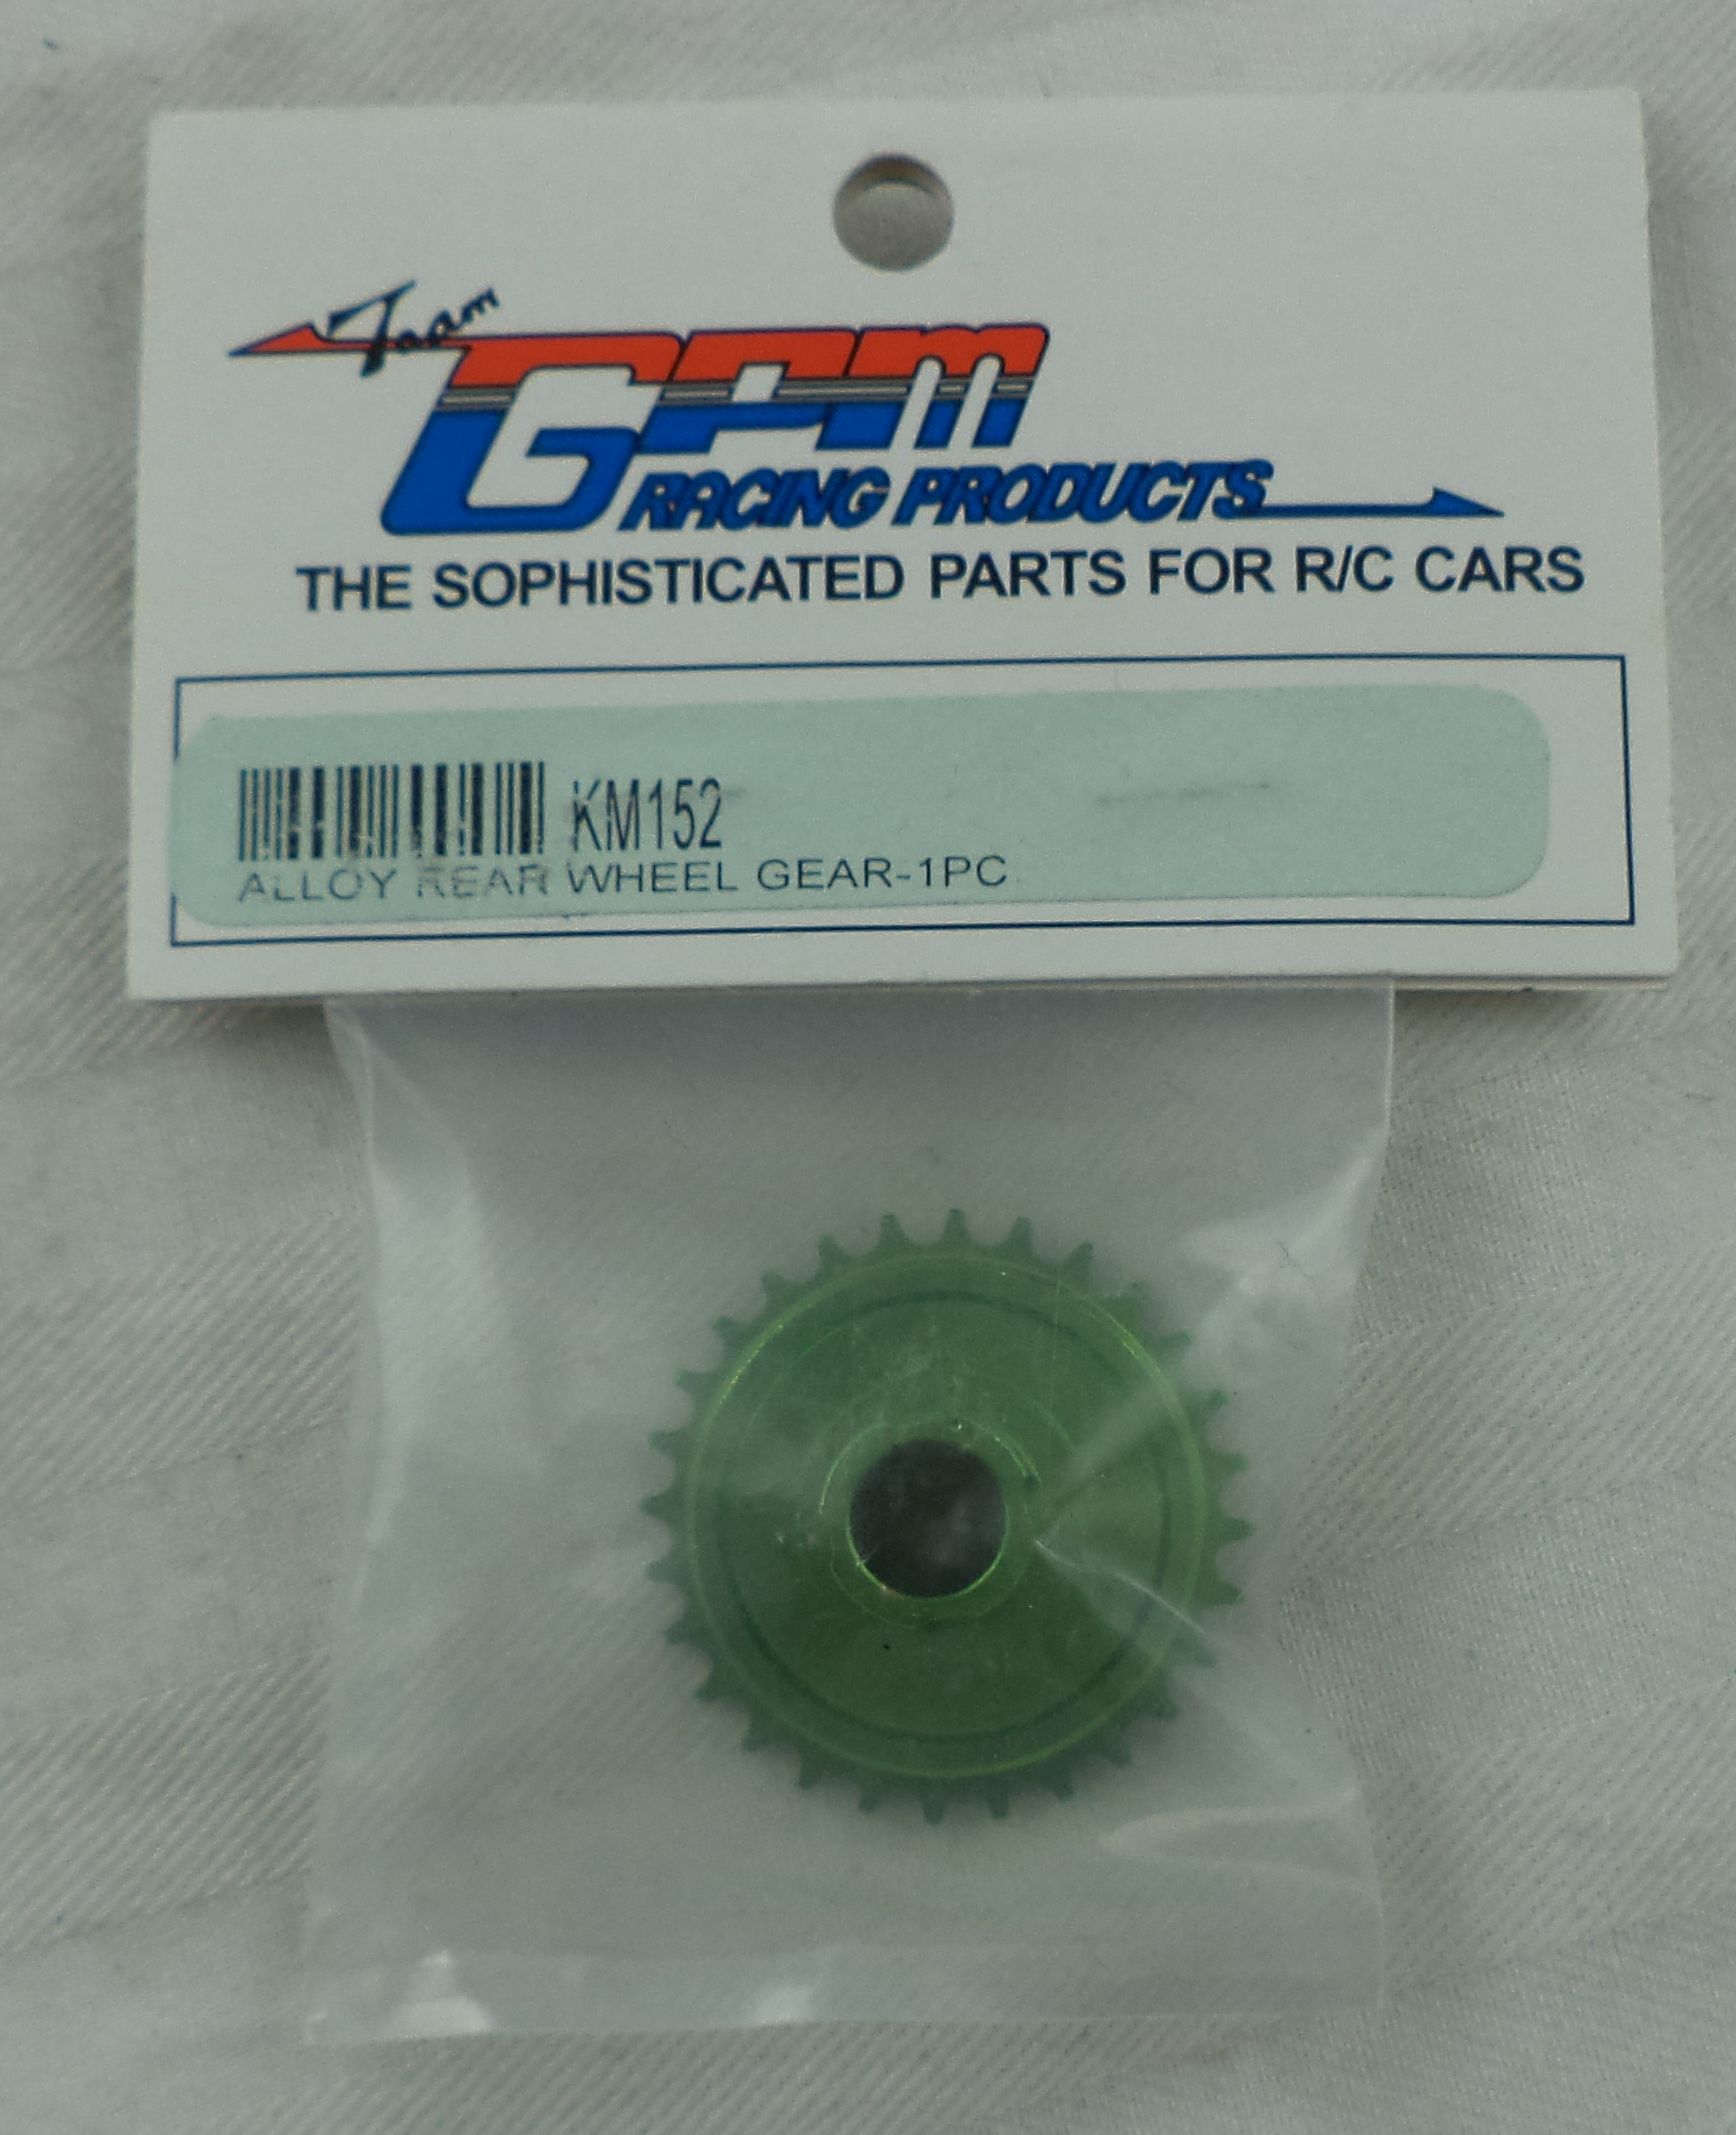 Team
GPM
RACING PRODUCTS
THE SOPHISTICATED PARTS FOR R/C CARS
KM152
ALLOY REAR WHEEL GEAR-1PC